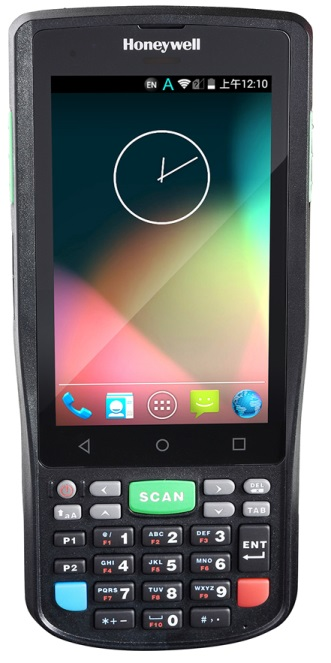 Honeywell
EN A 上午12:10
SCAN
DEL
aA
TAB
P1 @/ F1 1 ABC F2 2 DEF F3 3
ENT
P2 GHI F4 4 JKL F5 5 MNO F6 6
PQRS F7 7 TUV F8 8 WXYZ F9 9
*+- F10 0 #›·